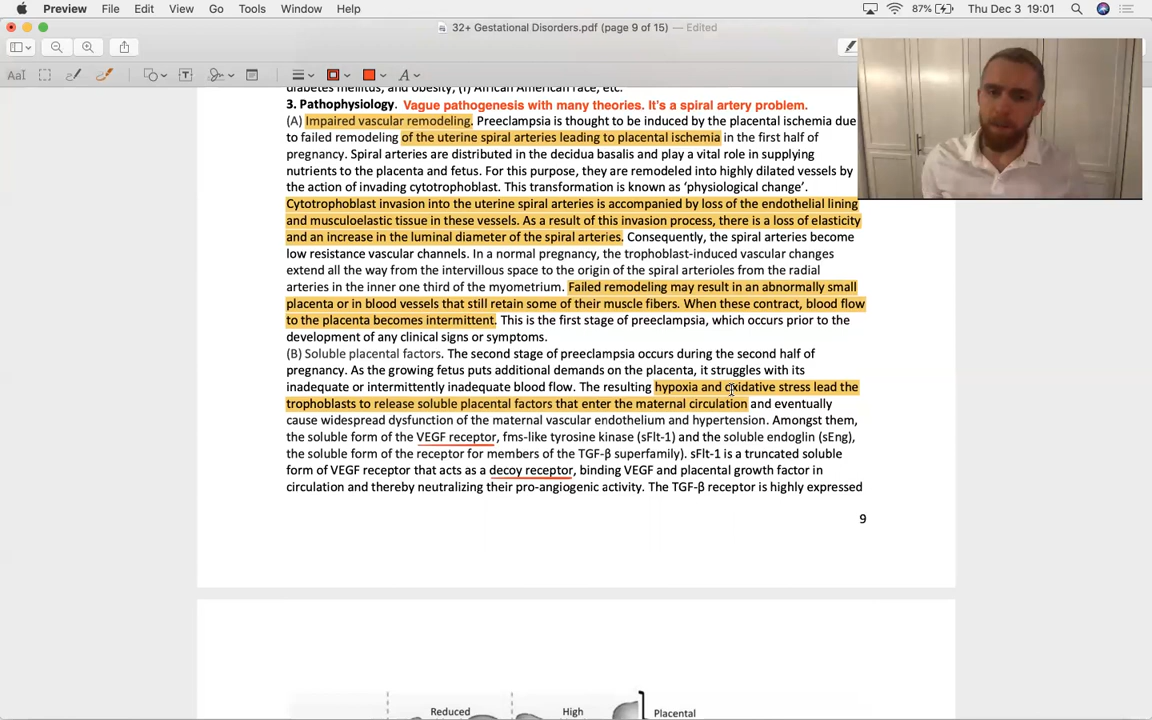 Preview File Edit View Go Tools Window Help 87% Thu Dec 3 19:01
32+ Gestational Disorders.pdf (page 9 of 15) — Edited
diabetes mellitus, and obesity, (f) African American race, etc.
3. Pathophysiology. Vague pathogenesis with many theories. It's a spiral artery problem.
(A) Impaired vascular remodeling. Preeclampsia is thought to be induced by the placental ischemia due
to failed remodeling of the uterine spiral arteries leading to placental ischemia in the first half of
pregnancy. Spiral arteries are distributed in the decidua basalis and play a vital role in supplying
nutrients to the placenta and fetus. For this purpose, they are remodeled into highly dilated vessels by
the action of invading cytotrophoblast. This transformation is known as 'physiological change'.
Cytotrophoblast invasion into the uterine spiral arteries is accompanied by loss of the endothelial lining
and musculoelastic tissue in these vessels. As a result of this invasion process, there is a loss of elasticity
and an increase in the luminal diameter of the spiral arteries. Consequently, the spiral arteries become
low resistance vascular channels. In a normal pregnancy, the trophoblast-induced vascular changes
extend all the way from the intervillous space to the origin of the spiral arterioles from the radial
arteries in the inner one third of the myometrium. Failed remodeling may result in an abnormally small
placenta or in blood vessels that still retain some of their muscle fibers. When these contract, blood flow
to the placenta becomes intermittent. This is the first stage of preeclampsia, which occurs prior to the
development of any clinical signs or symptoms.
(B) Soluble placental factors. The second stage of preeclampsia occurs during the second half of
pregnancy. As the growing fetus puts additional demands on the placenta, it struggles with its
inadequate or intermittently inadequate blood flow. The resulting hypoxia and oxidative stress lead the
trophoblasts to release soluble placental factors that enter the maternal circulation and eventually
cause widespread dysfunction of the maternal vascular endothelium and hypertension. Amongst them,
the soluble form of the VEGF receptor, fms-like tyrosine kinase (sFlt-1) and the soluble endoglin (sEng),
the soluble form of the receptor for members of the TGF-β superfamily). sFlt-1 is a truncated soluble
form of VEGF receptor that acts as a decoy receptor, binding VEGF and placental growth factor in
circulation and thereby neutralizing their pro-angiogenic activity. The TGF-β receptor is highly expressed
9
Reduced High Placental